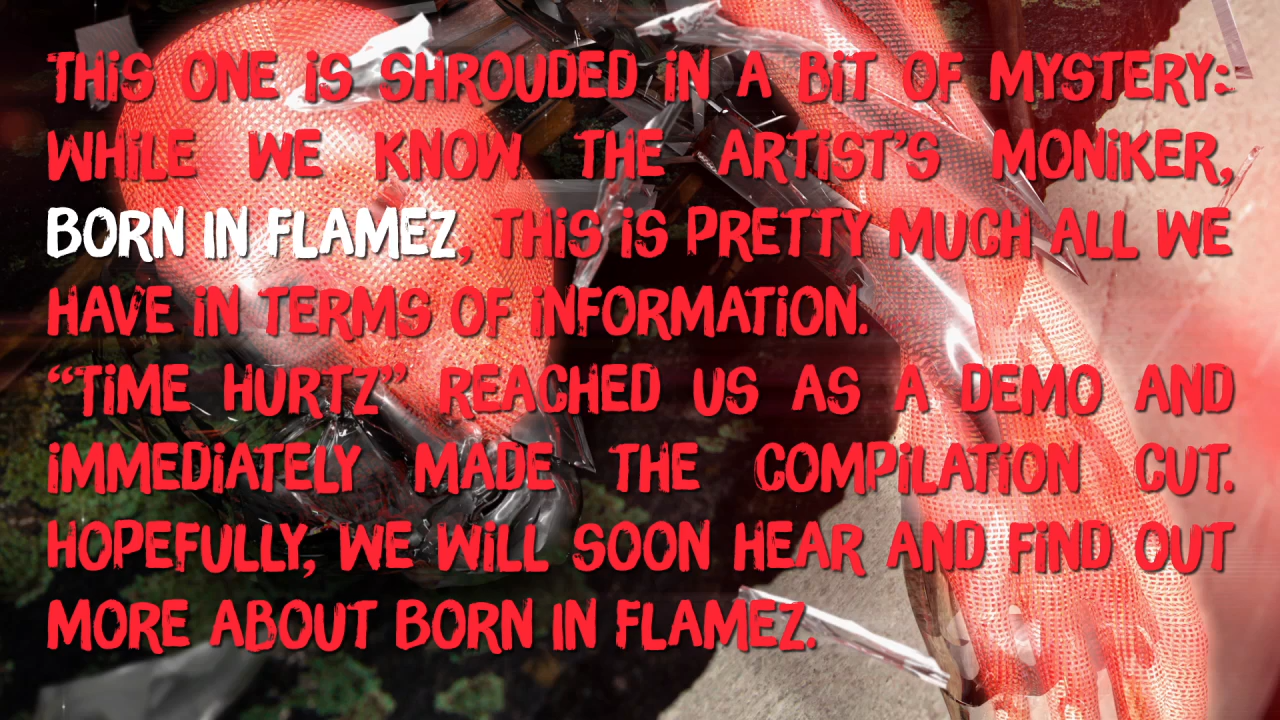 THiS ONE iS SHROUDED iN A BiT OF MYSTERY:
WHiLE WE KNOW THE ARTiST’S MONiKER,
BORN IN FLAMEZ, THiS iS PRETTY MUCH ALL WE
HAVE iN TERMS OF iNFORMATiON.
“TiME HURTZ” REACHED US AS A DEMO AND
iMMEDiATELY MADE THE COMPiLATiON CUT.
HOPEFULLY, WE WiLL SOON HEAR AND FiND OUT
MORE ABOUT BORN IN FLAMEZ.